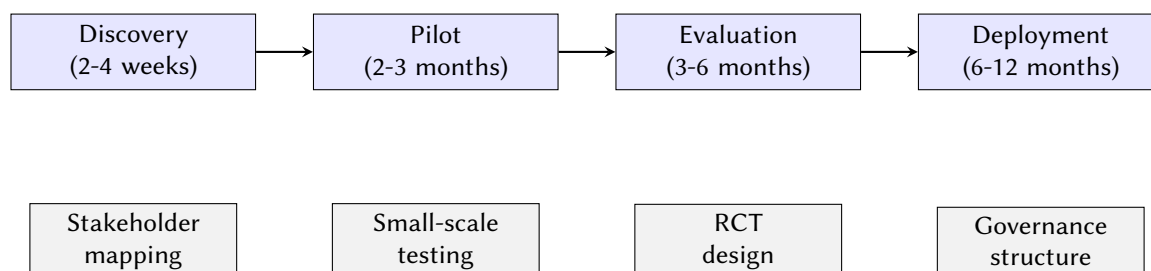 Discovery
(2-4 weeks)
Pilot
(2-3 months)
Evaluation
(3-6 months)
Deployment
(6-12 months)
Stakeholder
mapping
Small-scale
testing
RCT
design
Governance
structure